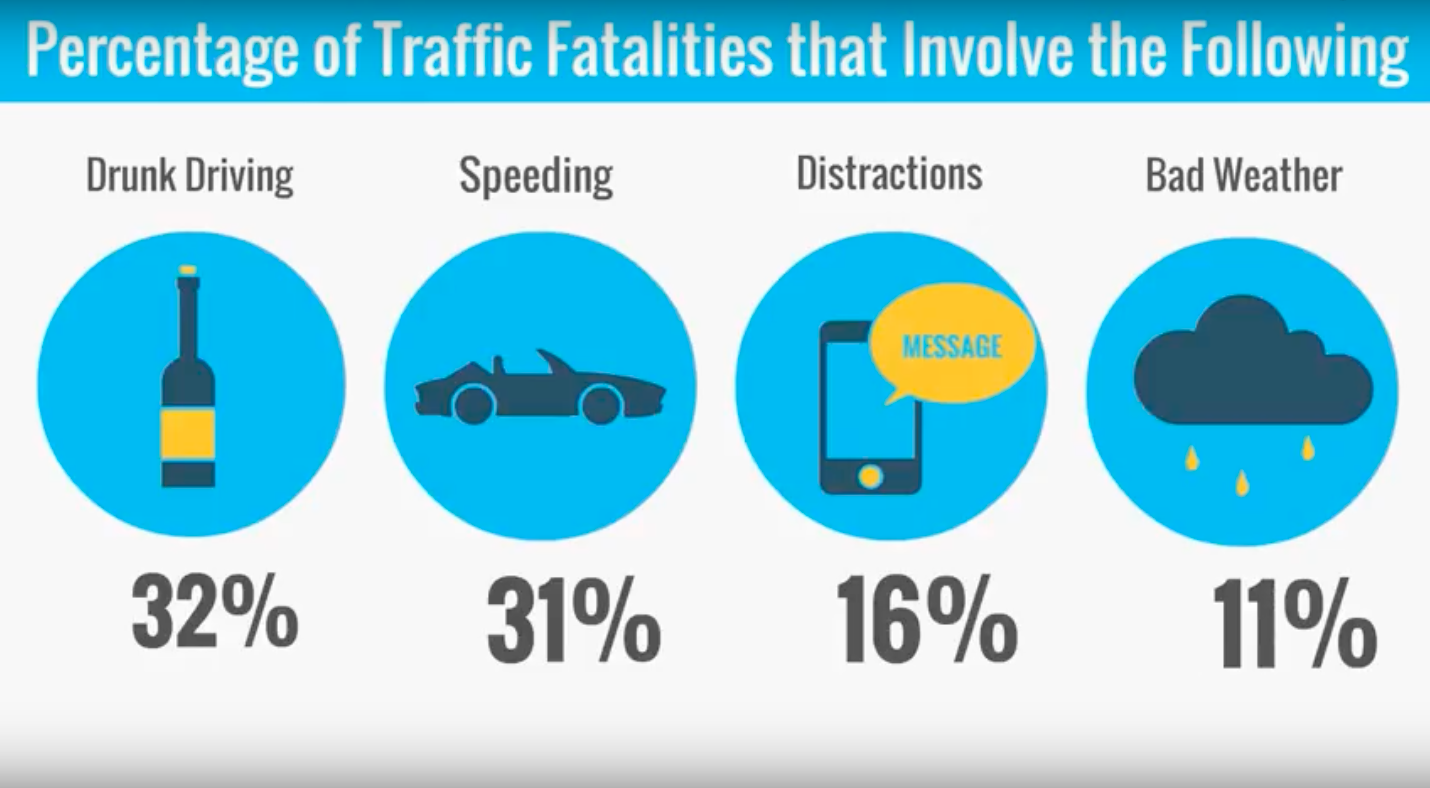 Percentage of Traffic Fatalities that Involve the Following
Drunk Driving
Speeding
Distractions
Bad Weather
MESSAGE
32%
31%
16%
11%